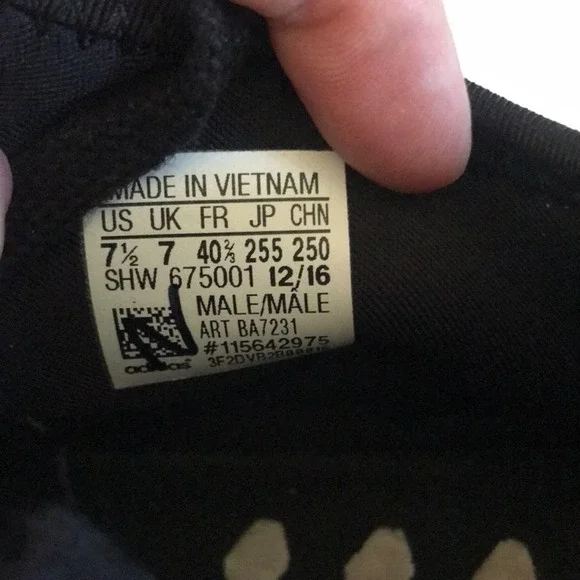 MADE IN VIETNAM
US UK FR JP CHN
7½ 7 40⅔ 255 250
SHW 675001 12/16
MALE/MÂLE
ART BA7231
#115642975
adidas